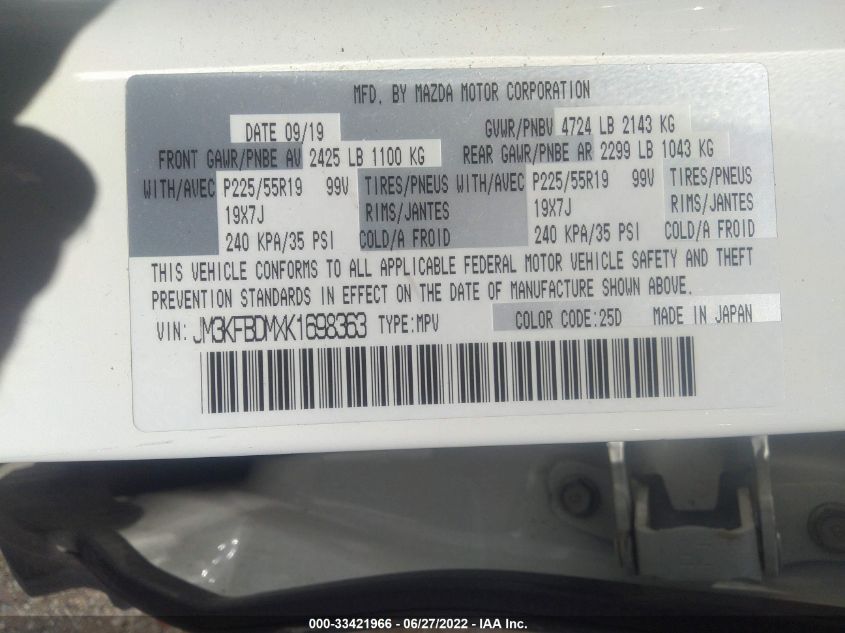 MFD. BY MAZDA MOTOR CORPORATION
DATE 09/19 GVWR/PNBV 4724 LB 2143 KG
FRONT GAWR/PNBE AV 2425 LB 1100 KG REAR GAWR/PNBE AR 2299 LB 1043 KG
WITH/AVEC P225/55R19 99V TIRES/PNEUS WITH/AVEC P225/55R19 99V TIRES/PNEUS
19X7J RIMS/JANTES 19X7J RIMS/JANTES
240 KPA/35 PSI COLD/A FROID 240 KPA/35 PSI COLD/A FROID
THIS VEHICLE CONFORMS TO ALL APPLICABLE FEDERAL MOTOR VEHICLE SAFETY AND THEFT
PREVENTION STANDARDS IN EFFECT ON THE DATE OF MANUFACTURE SHOWN ABOVE.
VIN: JM3KFBDMXK1698363 TYPE:MPV COLOR CODE:25D MADE IN JAPAN
000-33421966 - 06/27/2022 - IAA Inc.